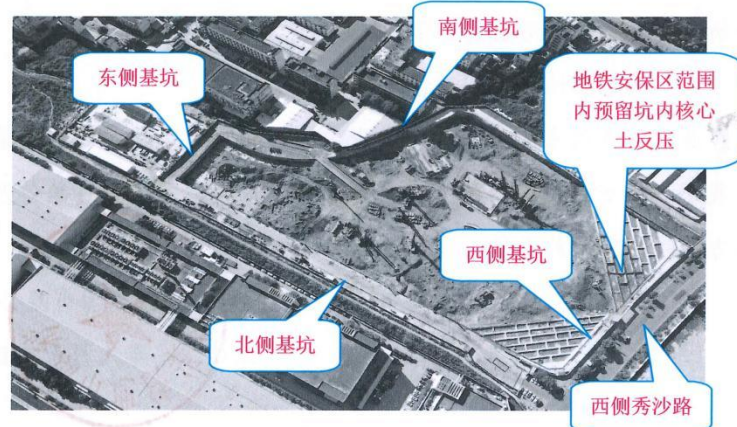 南侧基坑
东侧基坑
地铁安保区范围
内预留坑内核心
土反压
西侧基坑
北侧基坑
西侧秀沙路